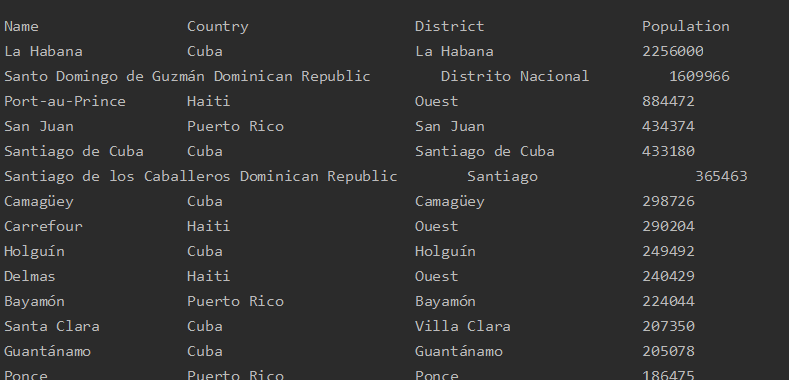 Name Country District Population
La Habana Cuba La Habana 2256000
Santo Domingo de Guzmán Dominican Republic Distrito Nacional 1609966
Port-au-Prince Haiti Ouest 884472
San Juan Puerto Rico San Juan 434374
Santiago de Cuba Cuba Santiago de Cuba 433180
Santiago de los Caballeros Dominican Republic Santiago 365463
Camagüey Cuba Camagüey 298726
Carrefour Haiti Ouest 290204
Holguín Cuba Holguín 249492
Delmas Haiti Ouest 240429
Bayamón Puerto Rico Bayamón 224044
Santa Clara Cuba Villa Clara 207350
Guantánamo Cuba Guantánamo 205078
Ponce Puerto Rico Ponce 186475